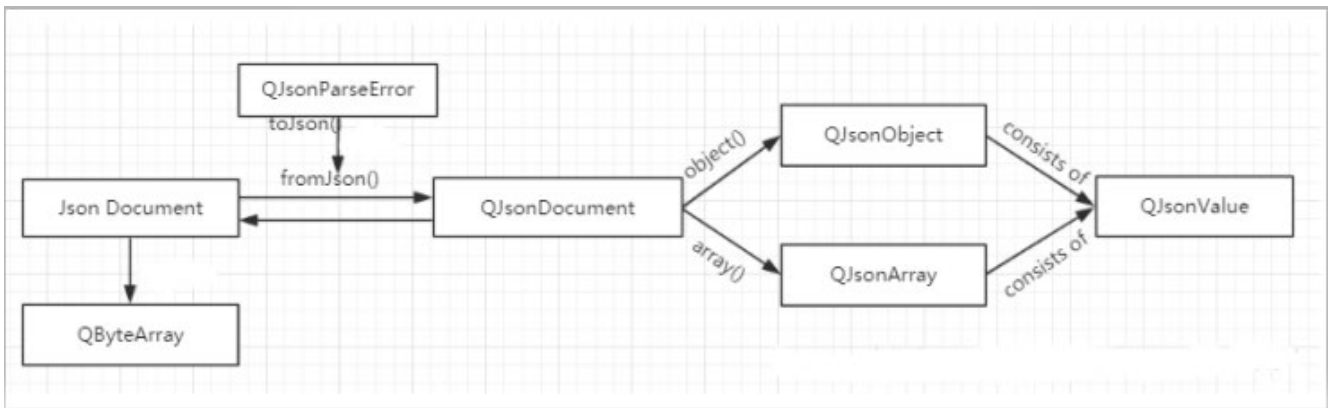 QJsonParseError
toJson()
fromJson()
Json Document
QJsonDocument
QByteArray
object()
array()
QJsonObject
QJsonArray
consists of
consists of
QJsonValue